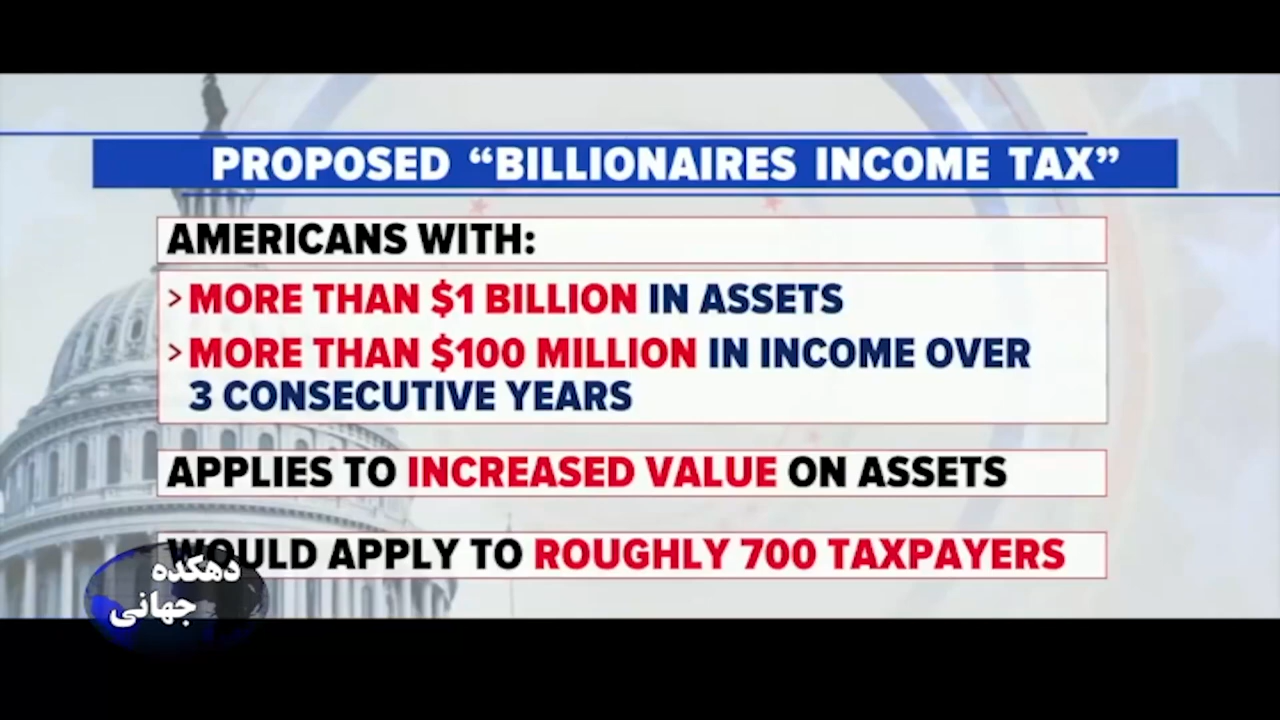 PROPOSED “BILLIONAIRES INCOME TAX”
AMERICANS WITH:
> MORE THAN $1 BILLION IN ASSETS
> MORE THAN $100 MILLION IN INCOME OVER
3 CONSECUTIVE YEARS
APPLIES TO INCREASED VALUE ON ASSETS
WOULD APPLY TO ROUGHLY 700 TAXPAYERS
دهکده
جهانی